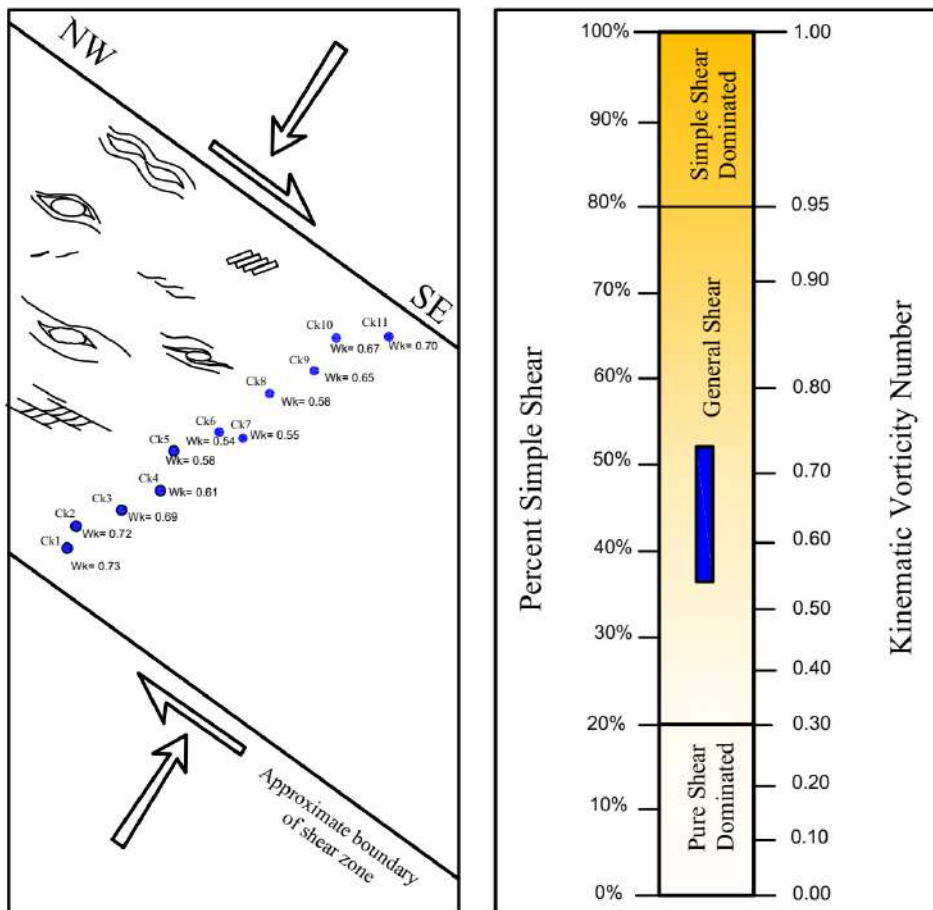 NW
SE
Ck10
Ck11
Wk= 0.67
Wk= 0.70
Ck9
Wk= 0.65
Ck8
Wk= 0.58
Ck6
Ck7
Wk= 0.54
Wk= 0.55
Ck5
Wk= 0.58
Ck4
Wk= 0.61
Ck3
Wk= 0.69
Ck2
Wk= 0.72
Ck1
Wk= 0.73
Approximate boundary
of shear zone
Percent Simple Shear
100%
90%
80%
70%
60%
50%
40%
30%
20%
10%
0%
Simple Shear
Dominated
General Shear
Pure Shear
Dominated
1.00
0.95
0.90
0.80
0.70
0.60
0.50
0.40
0.30
0.20
0.10
0.00
Kinematic Vorticity Number